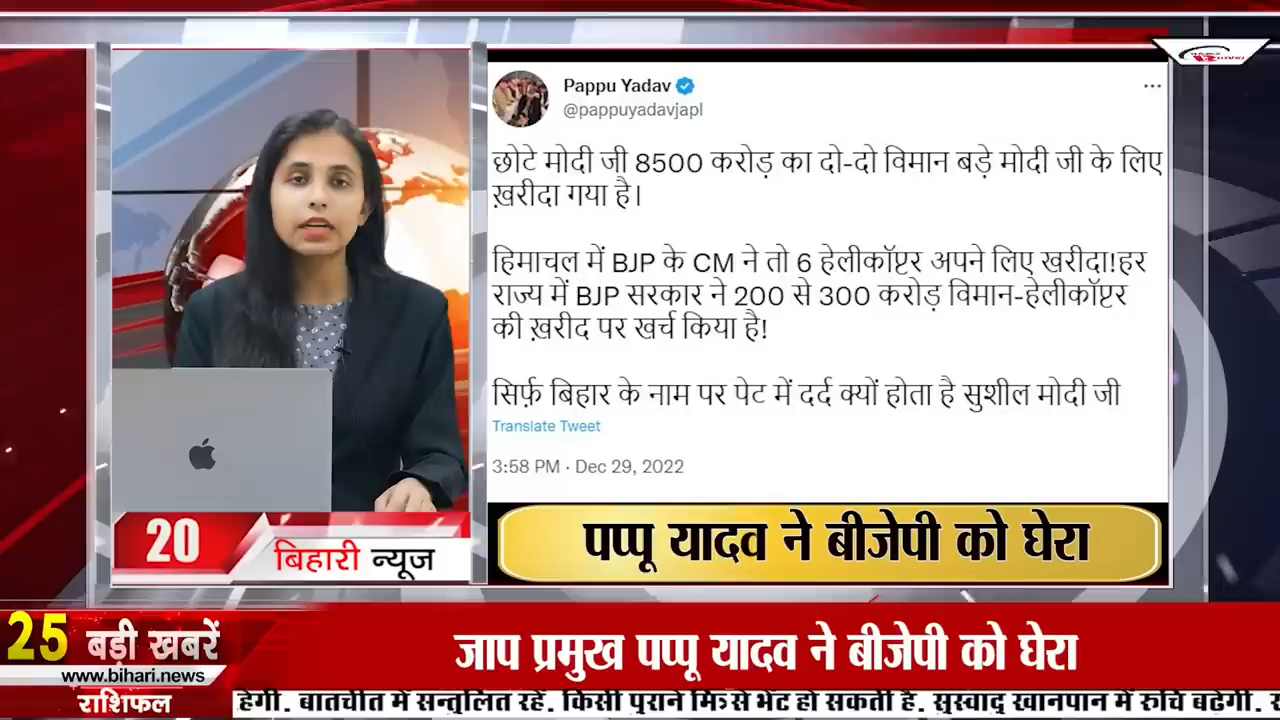 Pappu Yadav
@pappuyadavjapl
छोटे मोदी जी 8500 करोड़ का दो-दो विमान बड़े मोदी जी के लिए
ख़रीदा गया है।
हिमाचल में BJP के CM ने तो 6 हेलीकॉप्टर अपने लिए खरीदा!हर
राज्य में BJP सरकार ने 200 से 300 करोड़ विमान-हेलीकॉप्टर
की ख़रीद पर खर्च किया है!
सिर्फ़ बिहार के नाम पर पेट में दर्द क्यों होता है सुशील मोदी जी
Translate Tweet
3:58 PM · Dec 29, 2022
पप्पू यादव ने बीजेपी को घेरा
20
बिहारी न्यूज
25 बड़ी खबरें
www.bihari.news
जाप प्रमुख पप्पू यादव ने बीजेपी को घेरा
राशिफल
हेगी. बातचीत में सन्तुलित रहें. किसी पुराने मित्र से भेंट हो सकती है. सुस्वाद खानपान में रुचि बढ़ेगी.